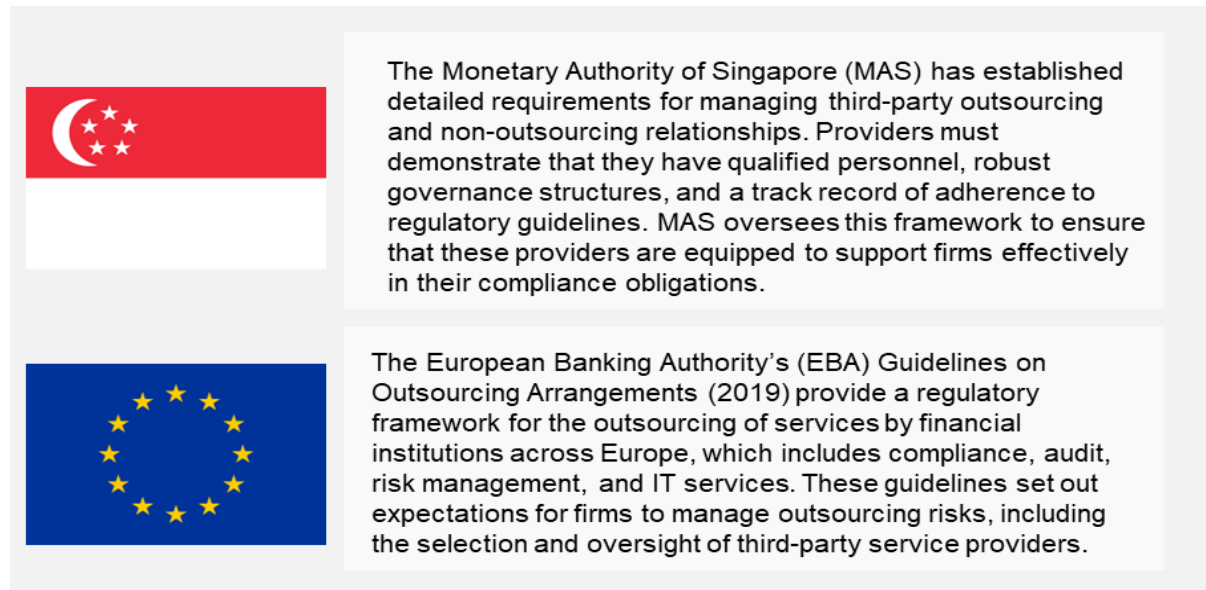 The Monetary Authority of Singapore (MAS) has established
detailed requirements for managing third-party outsourcing
and non-outsourcing relationships. Providers must
demonstrate that they have qualified personnel, robust
governance structures, and a track record of adherence to
regulatory guidelines. MAS oversees this framework to ensure
that these providers are equipped to support firms effectively
in their compliance obligations.
The European Banking Authority’s (EBA) Guidelines on
Outsourcing Arrangements (2019) provide a regulatory
framework for the outsourcing of services by financial
institutions across Europe, which includes compliance, audit,
risk management, and IT services. These guidelines set out
expectations for firms to manage outsourcing risks, including
the selection and oversight of third-party service providers.